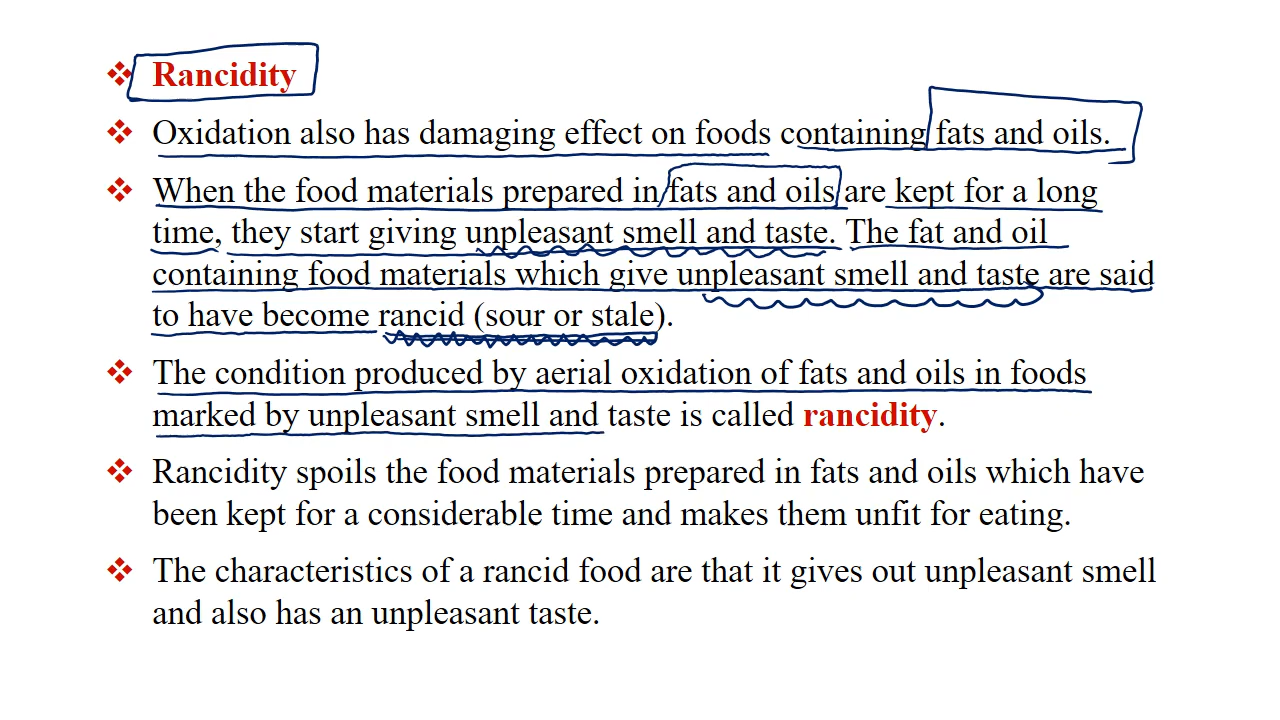 ❖ Rancidity
❖ Oxidation also has damaging effect on foods containing fats and oils.
❖ When the food materials prepared in fats and oils are kept for a long
time, they start giving unpleasant smell and taste. The fat and oil
containing food materials which give unpleasant smell and taste are said
to have become rancid (sour or stale).
❖ The condition produced by aerial oxidation of fats and oils in foods
marked by unpleasant smell and taste is called rancidity.
❖ Rancidity spoils the food materials prepared in fats and oils which have
been kept for a considerable time and makes them unfit for eating.
❖ The characteristics of a rancid food are that it gives out unpleasant smell
and also has an unpleasant taste.